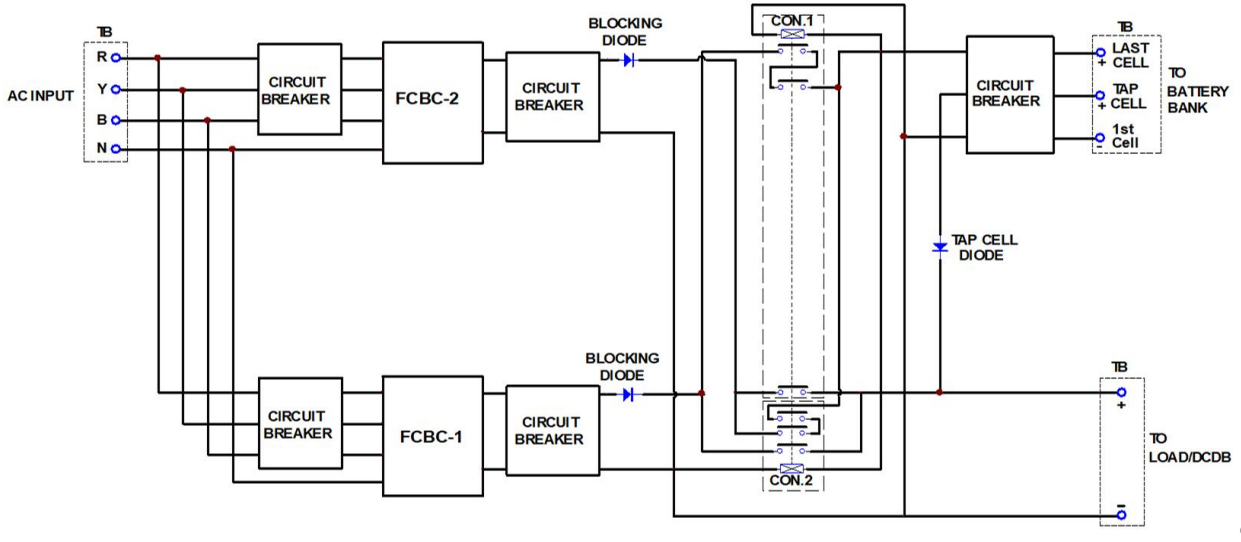 TB
R
Y
B
N
AC INPUT
CIRCUIT
BREAKER
FCBC-2
CIRCUIT
BREAKER
BLOCKING
DIODE
CON.1
CIRCUIT
BREAKER
TB
LAST
+ CELL
TAP
+ CELL
1st
- Cell
TO
BATTERY
BANK
TAP CELL
DIODE
CIRCUIT
BREAKER
FCBC-1
CIRCUIT
BREAKER
BLOCKING
DIODE
CON.2
TB
+
-
TO
LOAD/DCDB